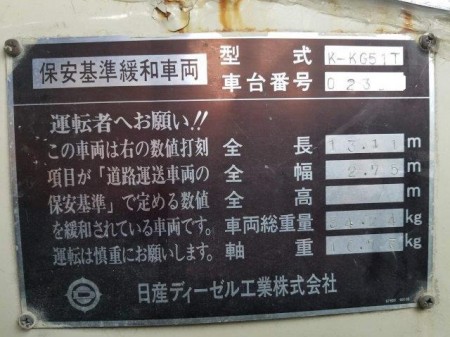 保安基準緩和車両
型式 K-KG51T
車台番号 023
運転者へお願い!!
この車両は右の数値打刻
項目が「道路運送車両の
保安基準」で定める数値
を緩和されている車両です。
運転は慎重にお願いします。
全長 13.11 m
全幅 2.75 m
全高 m
車両総重量 kg
軸重 kg
日産ディーゼル工業株式会社